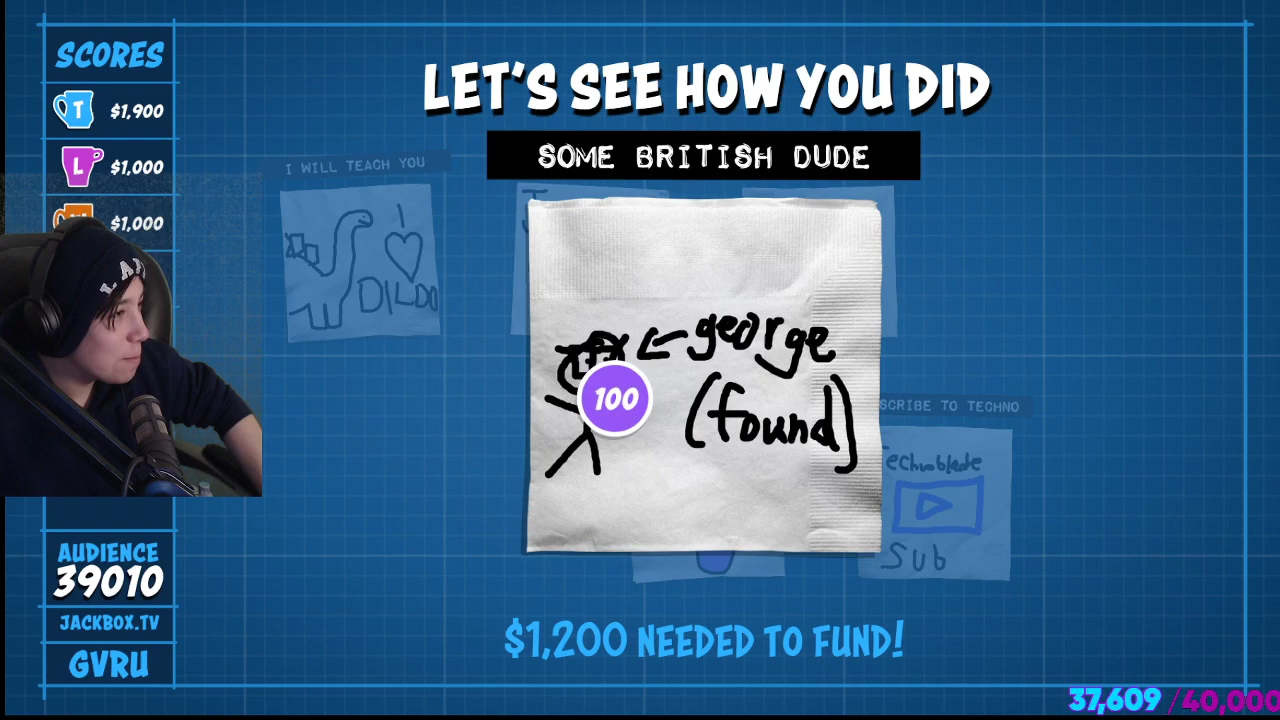 SCORES
T $1,900
L $1,000
$1,000
LET'S SEE HOW YOU DID
SOME BRITISH DUDE
I WILL TEACH YOU
I
DILDO
george
(found)
100
SCRIBE TO TECHNO
echnoblade
Sub
AUDIENCE
39010
JACKBOX.TV
GVRU
$1,200 NEEDED TO FUND!
37,609 /40,000